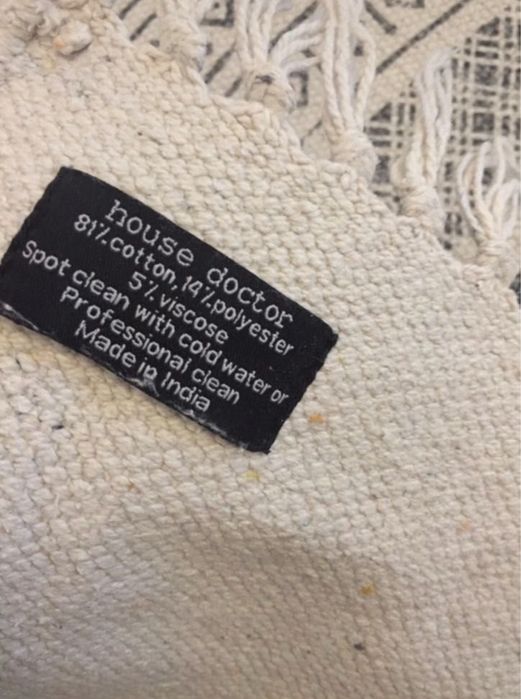 house doctor
81%.cotton, 14%polyester
5% viscose
Spot clean with cold water or
Professional clean
Made in India